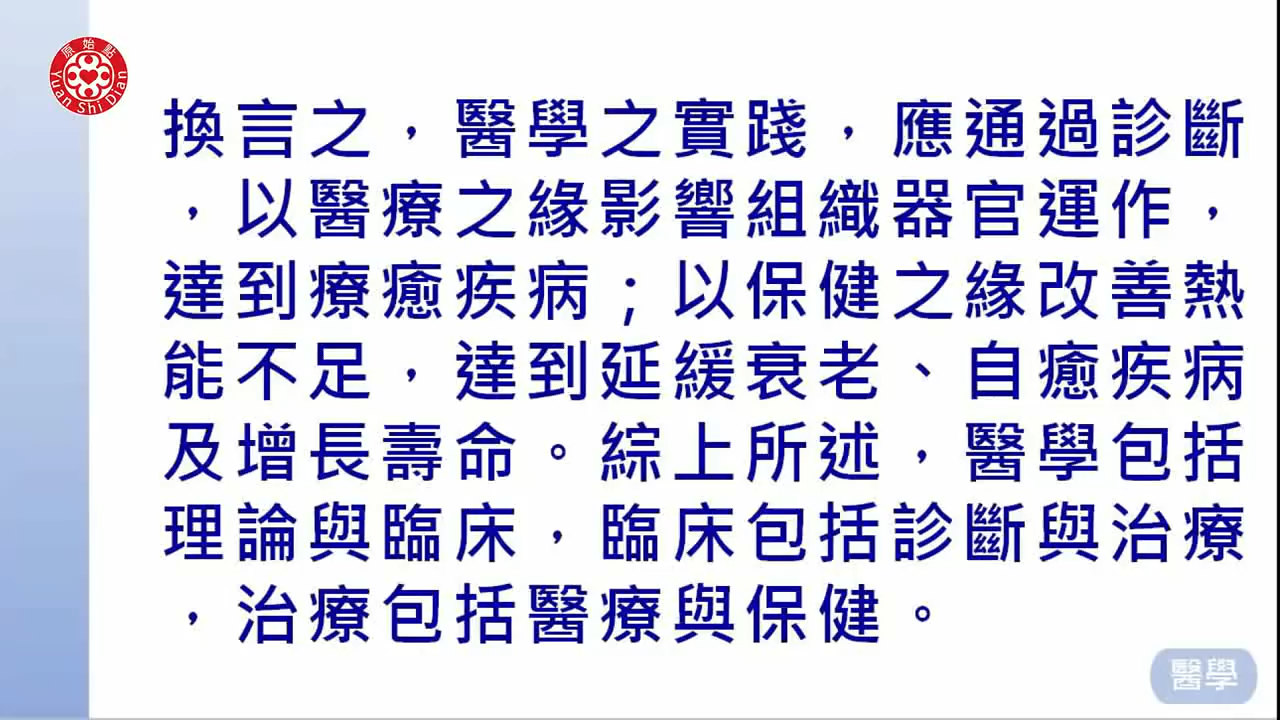 原始點
Yuan Shi Dian
換言之，醫學之實踐，應通過診斷
，以醫療之緣影響組織器官運作，
達到療癒疾病；以保健之緣改善熱
能不足，達到延緩衰老、自癒疾病
及增長壽命。綜上所述，醫學包括
理論與臨床，臨床包括診斷與治療
，治療包括醫療與保健。
醫學